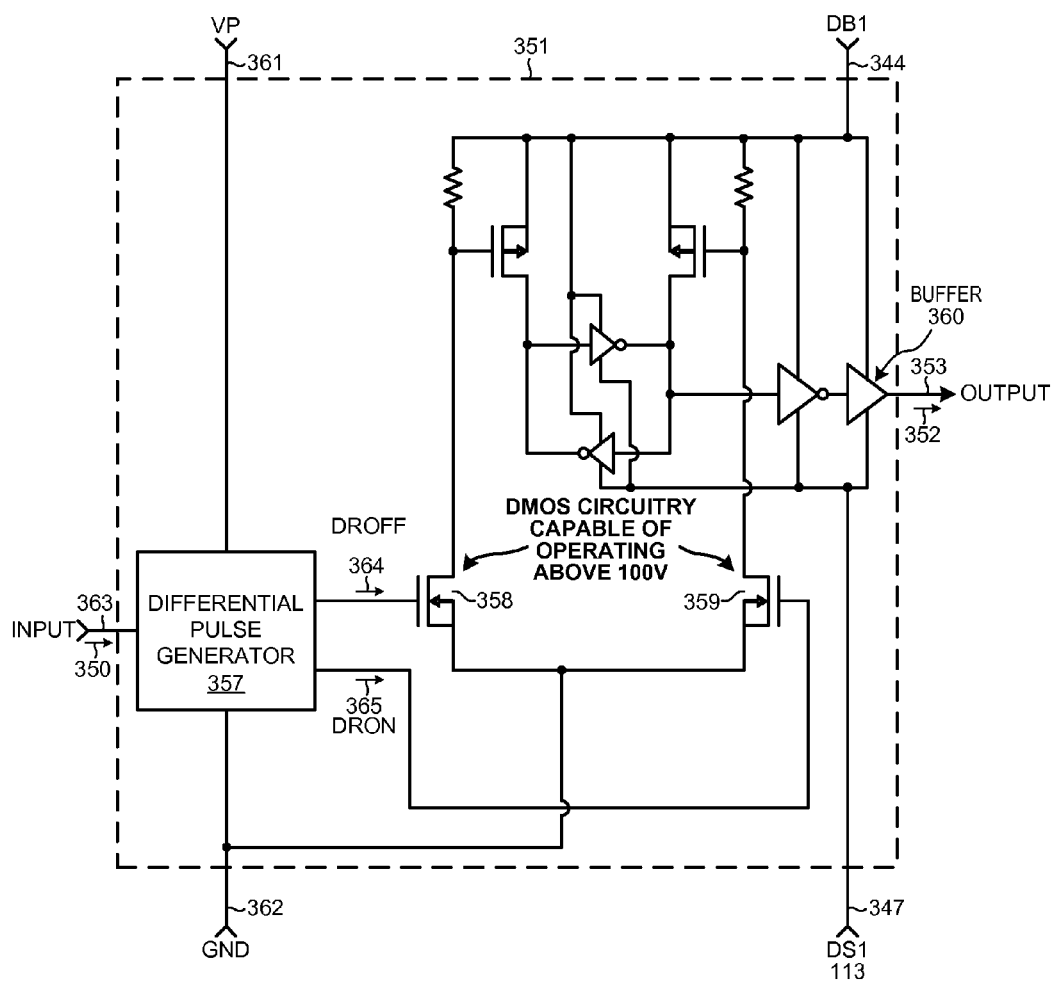 VP
361
351
DB1
344
BUFFER
360
353
OUTPUT
352
DMOS CIRCUITRY
CAPABLE OF
OPERATING
ABOVE 100V
DROFF
364
358
359
363
INPUT
350
DIFFERENTIAL
PULSE
GENERATOR
357
365
DRON
362
GND
347
DS1
113